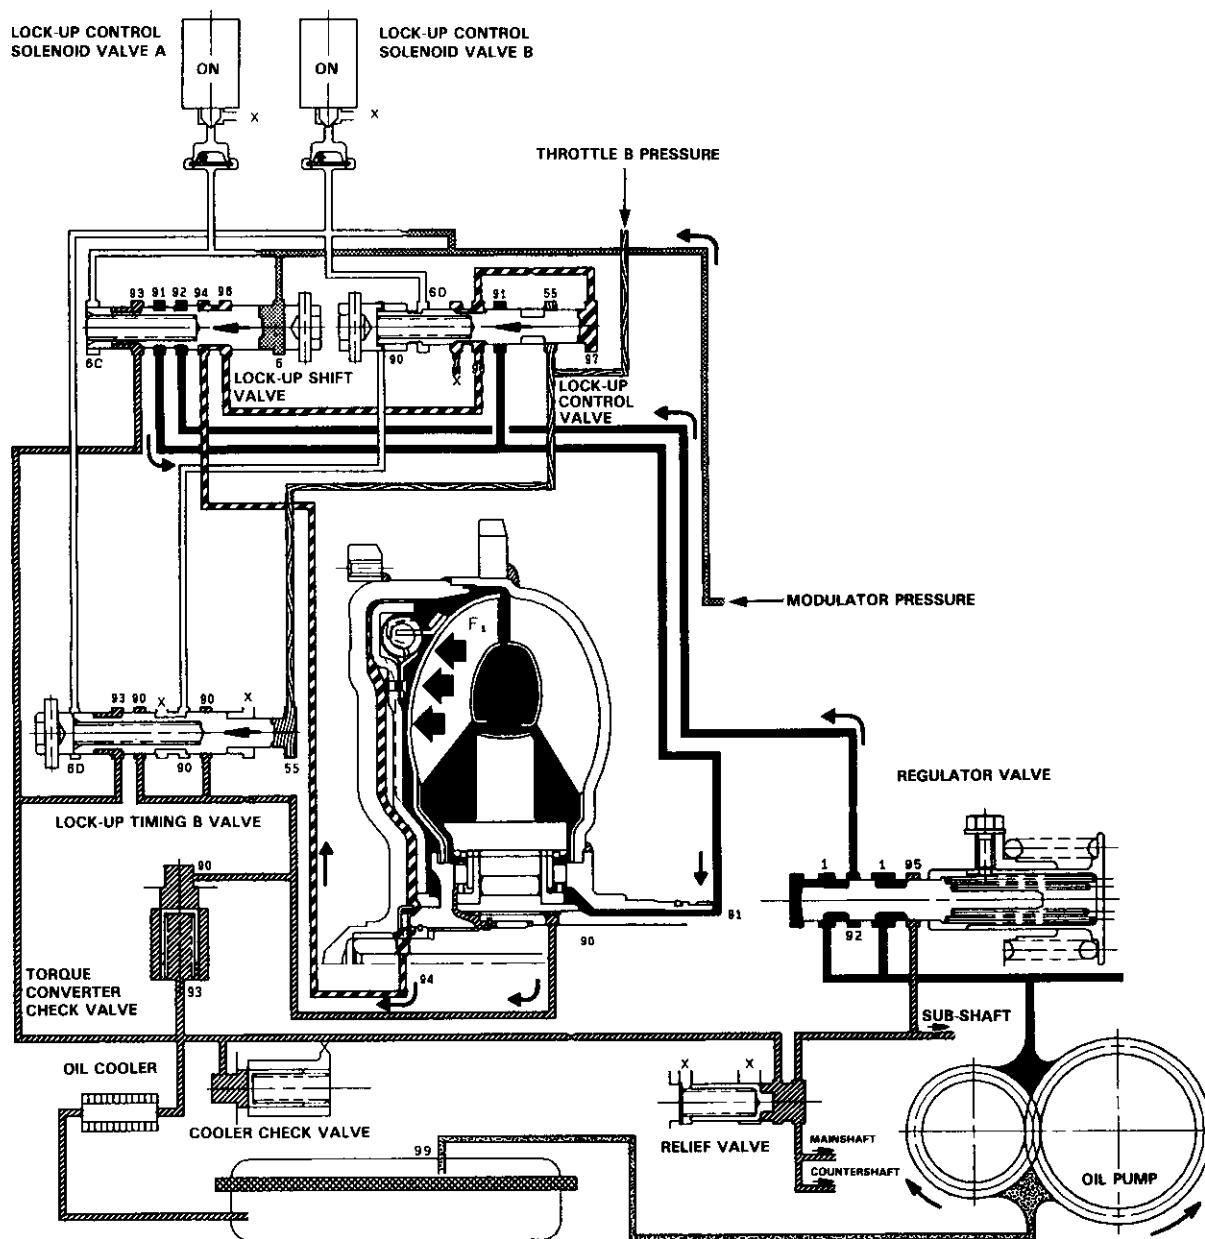 LOCK-UP CONTROL
SOLENOID VALVE A
LOCK-UP CONTROL
SOLENOID VALVE B
ON
ON
X
X
THROTTLE B PRESSURE
93 91 92 94 96
6D
91
55
6C
6
90
X
97
LOCK-UP SHIFT
VALVE
LOCK-UP
CONTROL
VALVE
MODULATOR PRESSURE
F₁
93 90 X 90 X
6D
90
55
LOCK-UP TIMING B VALVE
REGULATOR VALVE
1 1 95
92
91
90
94
90
93
TORQUE
CONVERTER
CHECK VALVE
SUB-SHAFT
OIL COOLER
X
X
COOLER CHECK VALVE
X X
RELIEF VALVE
MAINSHAFT
COUNTERSHAFT
OIL PUMP
99